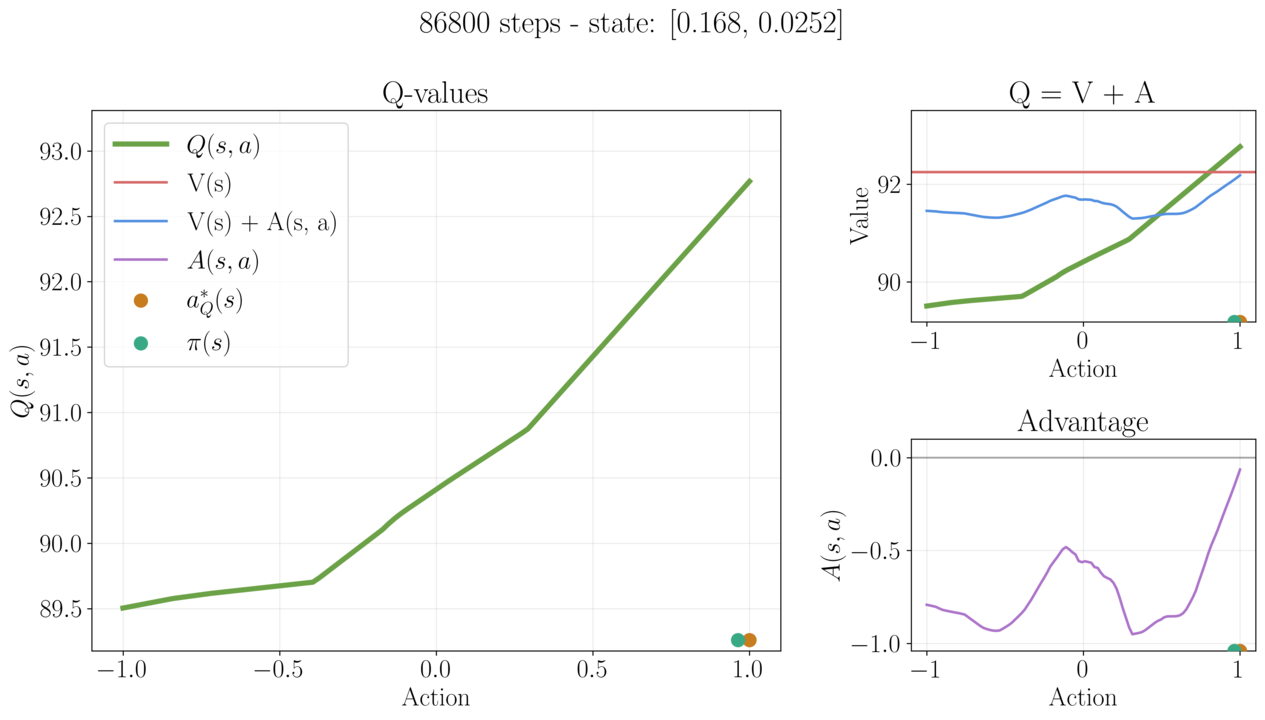 86800 steps - state: [0.168, 0.0252]
Q-values
Q(s, a)
93.0
92.5
92.0
91.5
91.0
90.5
90.0
89.5
Q(s, a)
V(s)
V(s) + A(s, a)
A(s, a)
a*Q(s)
π(s)
−1.0 −0.5 0.0 0.5 1.0
Action
Q = V + A
Value
92
90
−1 0 1
Action
Advantage
A(s, a)
0.0
−0.5
−1.0
−1 0 1
Action